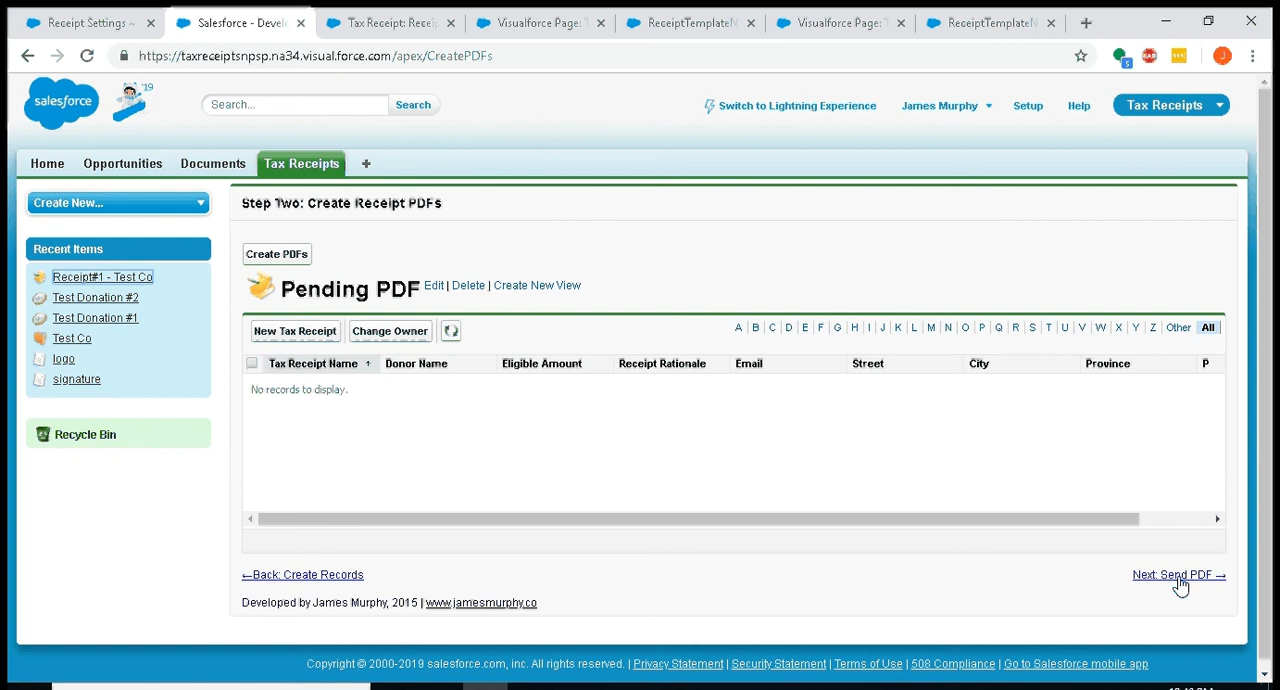 Receipt Settings ~
Salesforce - Devel
Tax Receipt: Recei
Visualforce Page: T
ReceiptTemplateN
Visualforce Page: T
ReceiptTemplateN
https://taxreceiptsnpsp.na34.visual.force.com/apex/CreatePDFs
5
J
salesforce
'19
Search...
Search
Switch to Lightning Experience
James Murphy
Setup
Help
Tax Receipts
Home
Opportunities
Documents
Tax Receipts
+
Create New...
Step Two: Create Receipt PDFs
Recent Items
Receipt#1 - Test Co
Test Donation #2
Test Donation #1
Test Co
logo
signature
Recycle Bin
Create PDFs
Pending PDF Edit | Delete | Create New View
New Tax Receipt
Change Owner
A | B | C | D | E | F | G | H | I | J | K | L | M | N | O | P | Q | R | S | T | U | V | W | X | Y | Z | Other | All
Tax Receipt Name ↑ Donor Name Eligible Amount Receipt Rationale Email Street City Province P
No records to display.
←Back: Create Records
Next: Send PDF →
Developed by James Murphy, 2015 | www.jamesmurphy.co
Copyright © 2000-2019 salesforce.com, inc. All rights reserved. | Privacy Statement | Security Statement | Terms of Use | 508 Compliance | Go to Salesforce mobile app